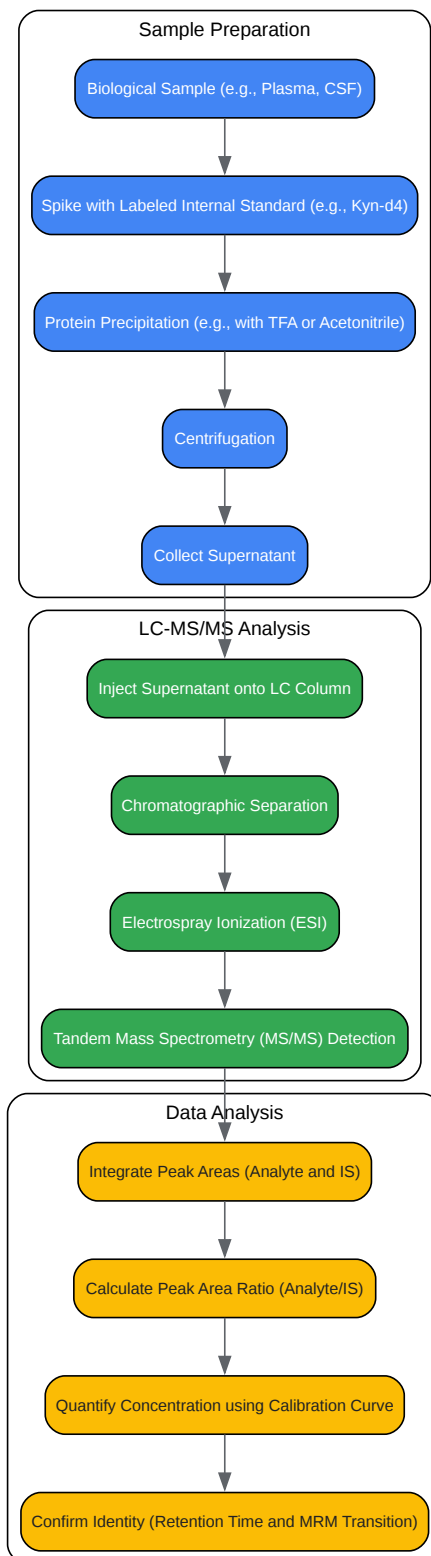 Sample Preparation
Biological Sample (e.g., Plasma, CSF)
Spike with Labeled Internal Standard (e.g., Kyn-d4)
Protein Precipitation (e.g., with TFA or Acetonitrile)
Centrifugation
Collect Supernatant
LC-MS/MS Analysis
Inject Supernatant onto LC Column
Chromatographic Separation
Electrospray Ionization (ESI)
Tandem Mass Spectrometry (MS/MS) Detection
Data Analysis
Integrate Peak Areas (Analyte and IS)
Calculate Peak Area Ratio (Analyte/IS)
Quantify Concentration using Calibration Curve
Confirm Identity (Retention Time and MRM Transition)